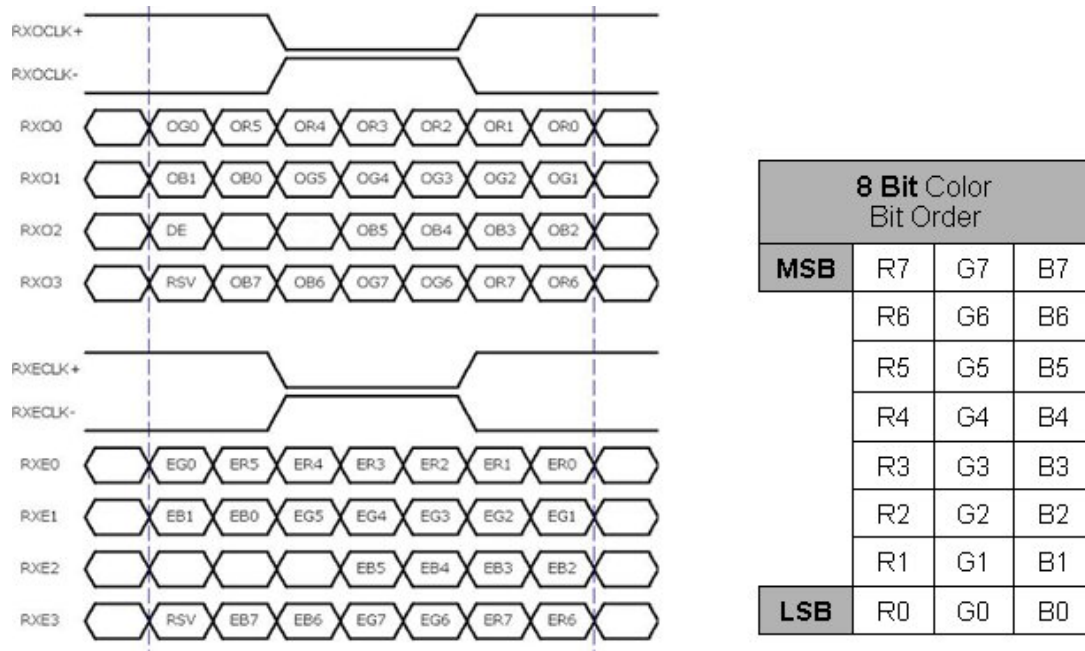 RXOCLK+
RXOCLK-
RXO0 OG0 OR5 OR4 OR3 OR2 OR1 OR0
RXO1 OB1 OB0 OG5 OG4 OG3 OG2 OG1
RXO2 DE OB5 OB4 OB3 OB2
RXO3 RSV OB7 OB6 OG7 OG6 OR7 OR6
RXECLK+
RXECLK-
RXE0 EG0 ER5 ER4 ER3 ER2 ER1 ER0
RXE1 EB1 EB0 EG5 EG4 EG3 EG2 EG1
RXE2 EB5 EB4 EB3 EB2
RXE3 RSV EB7 EB6 EG7 EG6 ER7 ER6
8 Bit Color
Bit Order
MSB R7 G7 B7
R6 G6 B6
R5 G5 B5
R4 G4 B4
R3 G3 B3
R2 G2 B2
R1 G1 B1
LSB R0 G0 B0